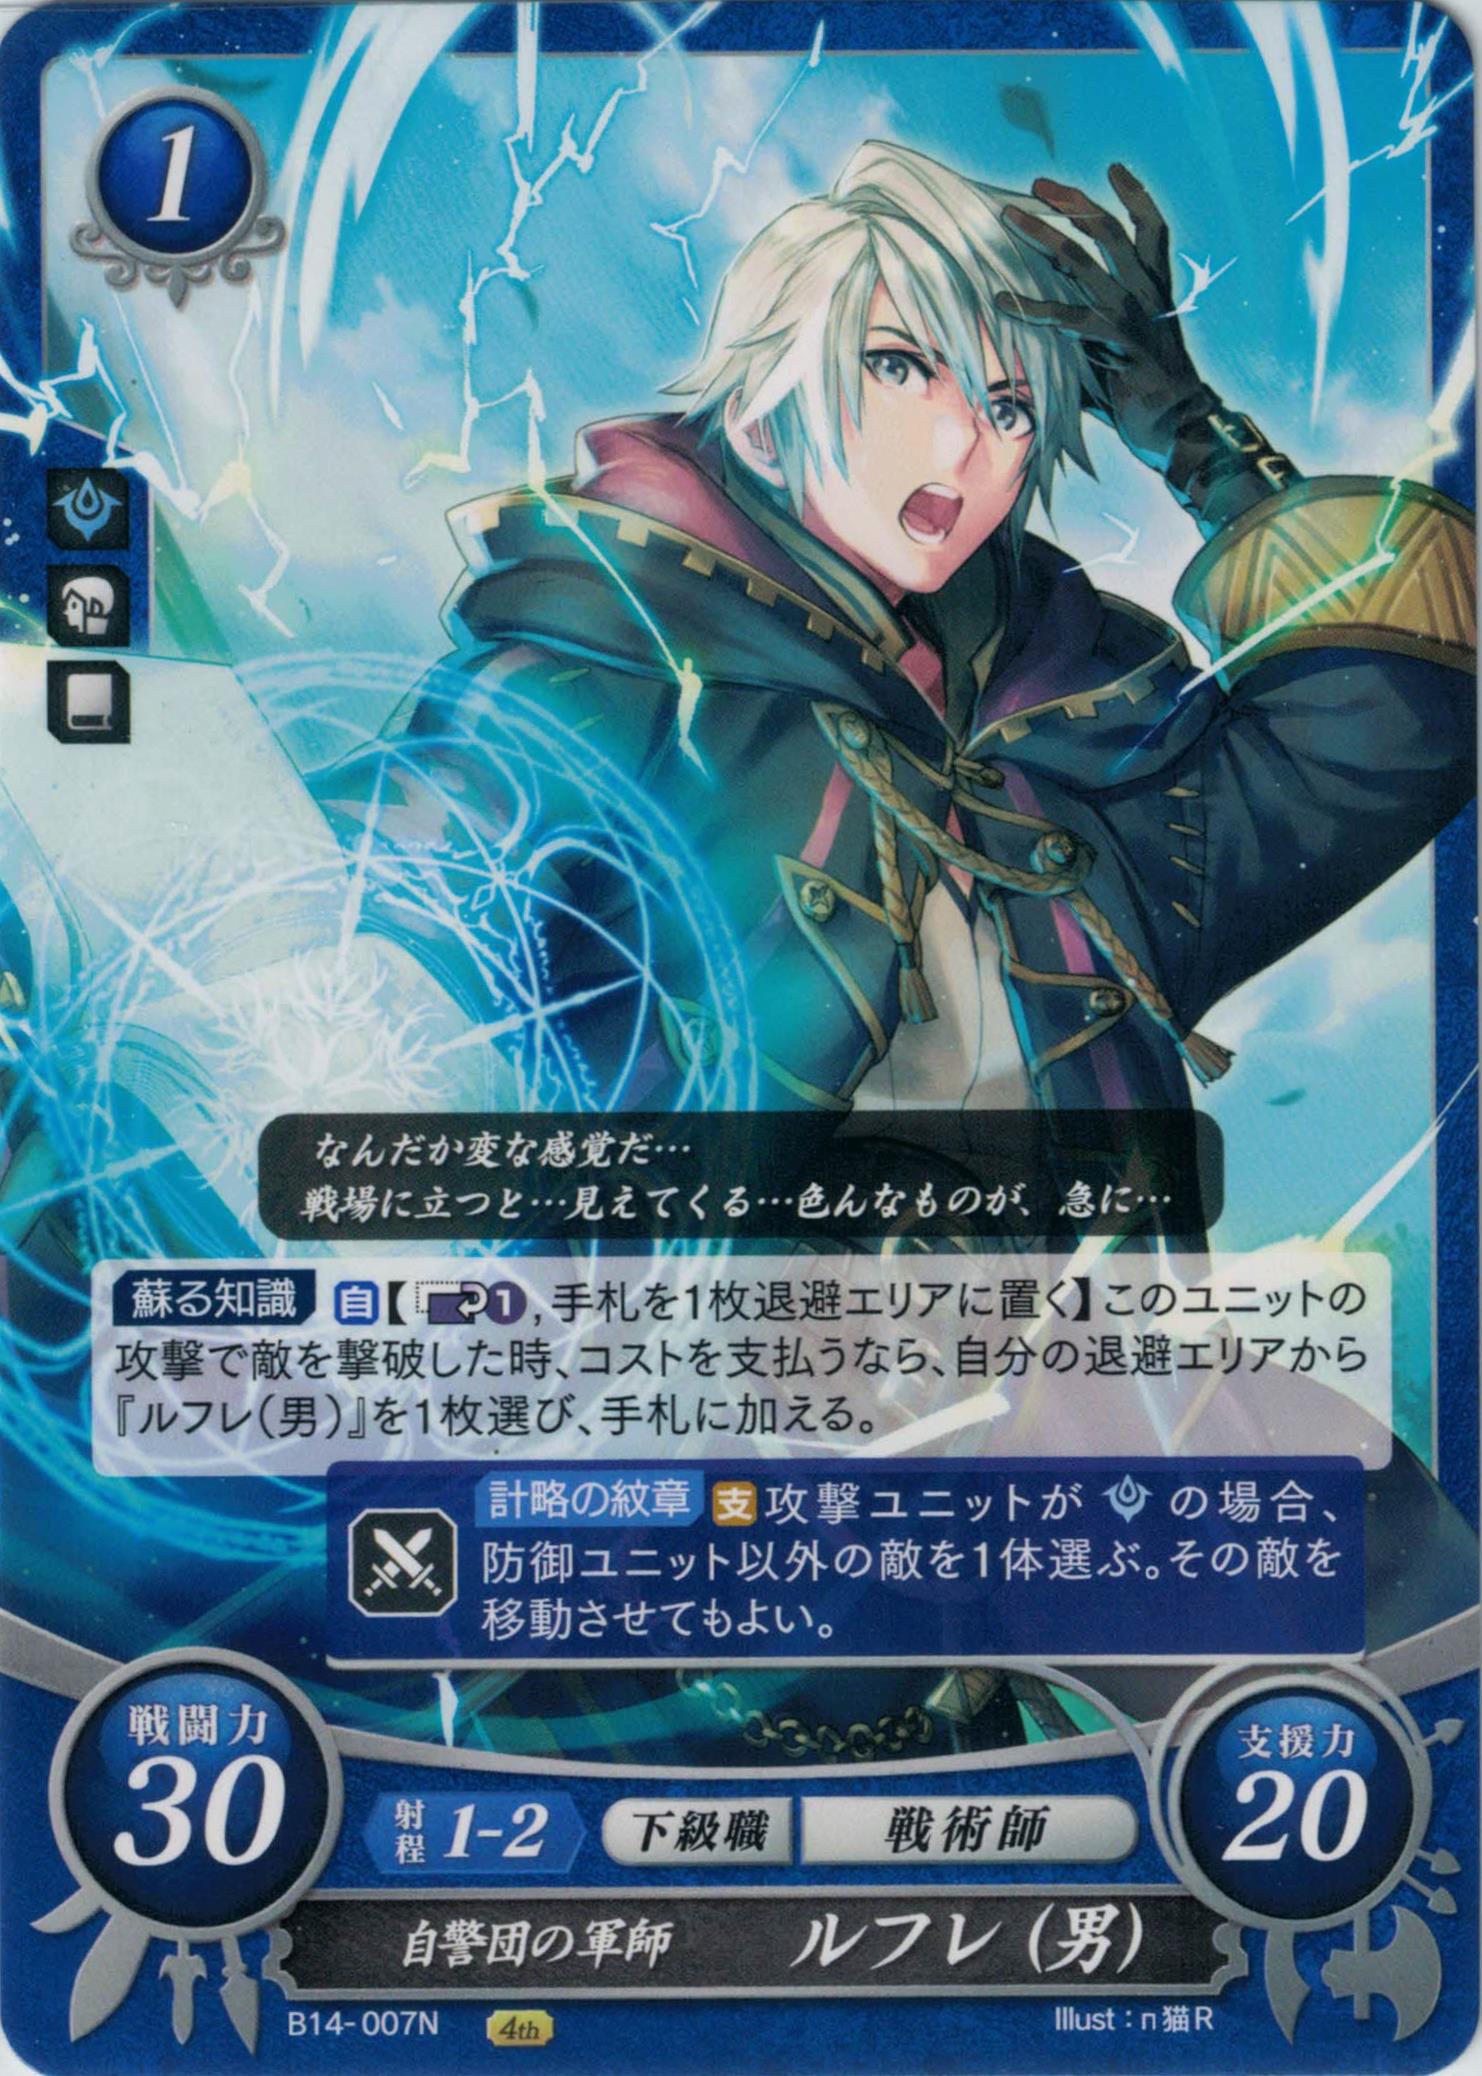 1
なんだか変な感覚だ…
戦場に立つと…見えてくる…色んなものが、急に…
蘇る知識 自【1，手札を1枚退避エリアに置く】このユニットの
攻撃で敵を撃破した時、コストを支払うなら、自分の退避エリアから
『ルフレ（男）』を1枚選び、手札に加える。
計略の紋章 支 攻撃ユニットが の場合、
防御ユニット以外の敵を1体選ぶ。その敵を
移動させてもよい。
戦闘力
30
射程 1-2
下級職 戦術師
支援力
20
自警団の軍師 ルフレ（男）
B14-007N 4th
Illust：n猫R